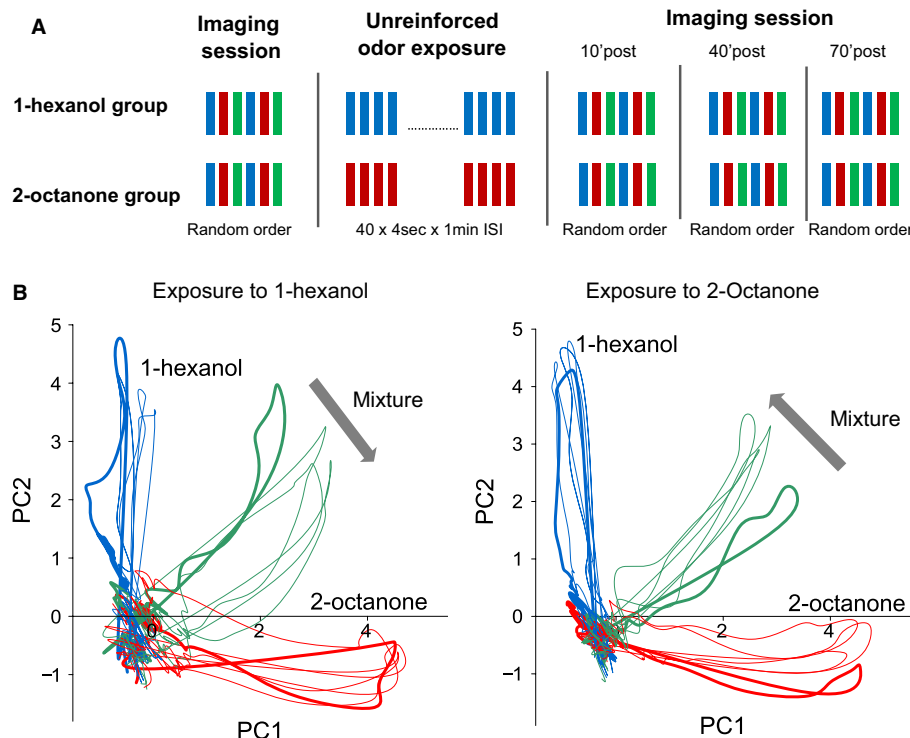 A
Imaging session
Unreinforced odor exposure
Imaging session
10'post
40'post
70'post
1-hexanol group
2-octanone group
Random order
40 x 4sec x 1min ISI
Random order
Random order
Random order
B
Exposure to 1-hexanol
5
4
3
2
1
0
−1
PC2
1-hexanol
Mixture
2-octanone
0
2
4
PC1
Exposure to 2-Octanone
5
4
3
2
1
0
−1
PC2
1-hexanol
Mixture
2-octanone
0
2
4
PC1